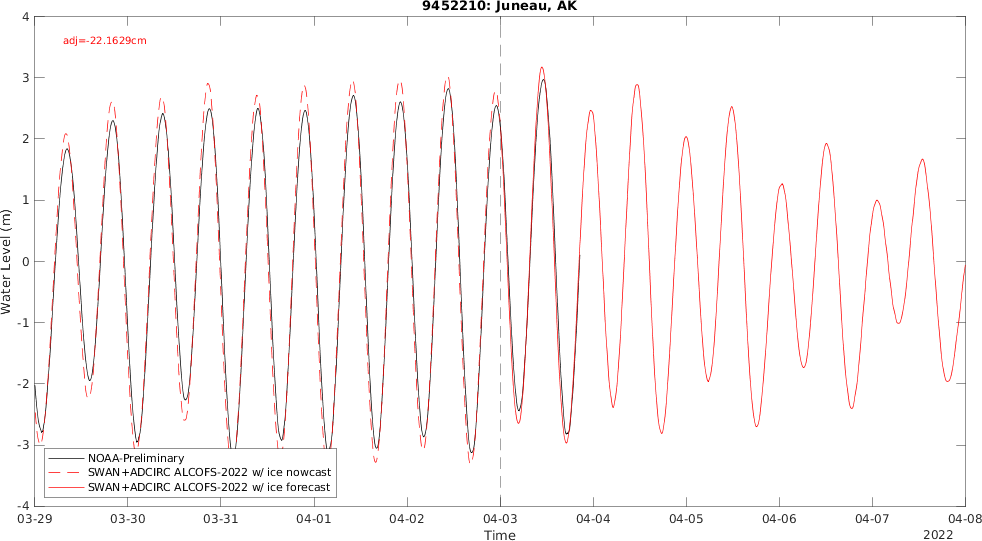 9452210: Juneau, AK
adj=-22.1629cm
Water Level (m)
4
3
2
1
0
-1
-2
-3
-4
NOAA-Preliminary
SWAN+ADCIRC ALCOFS-2022 w/ ice nowcast
SWAN+ADCIRC ALCOFS-2022 w/ ice forecast
03-29 03-30 03-31 04-01 04-02 04-03 04-04 04-05 04-06 04-07 04-08
Time
2022